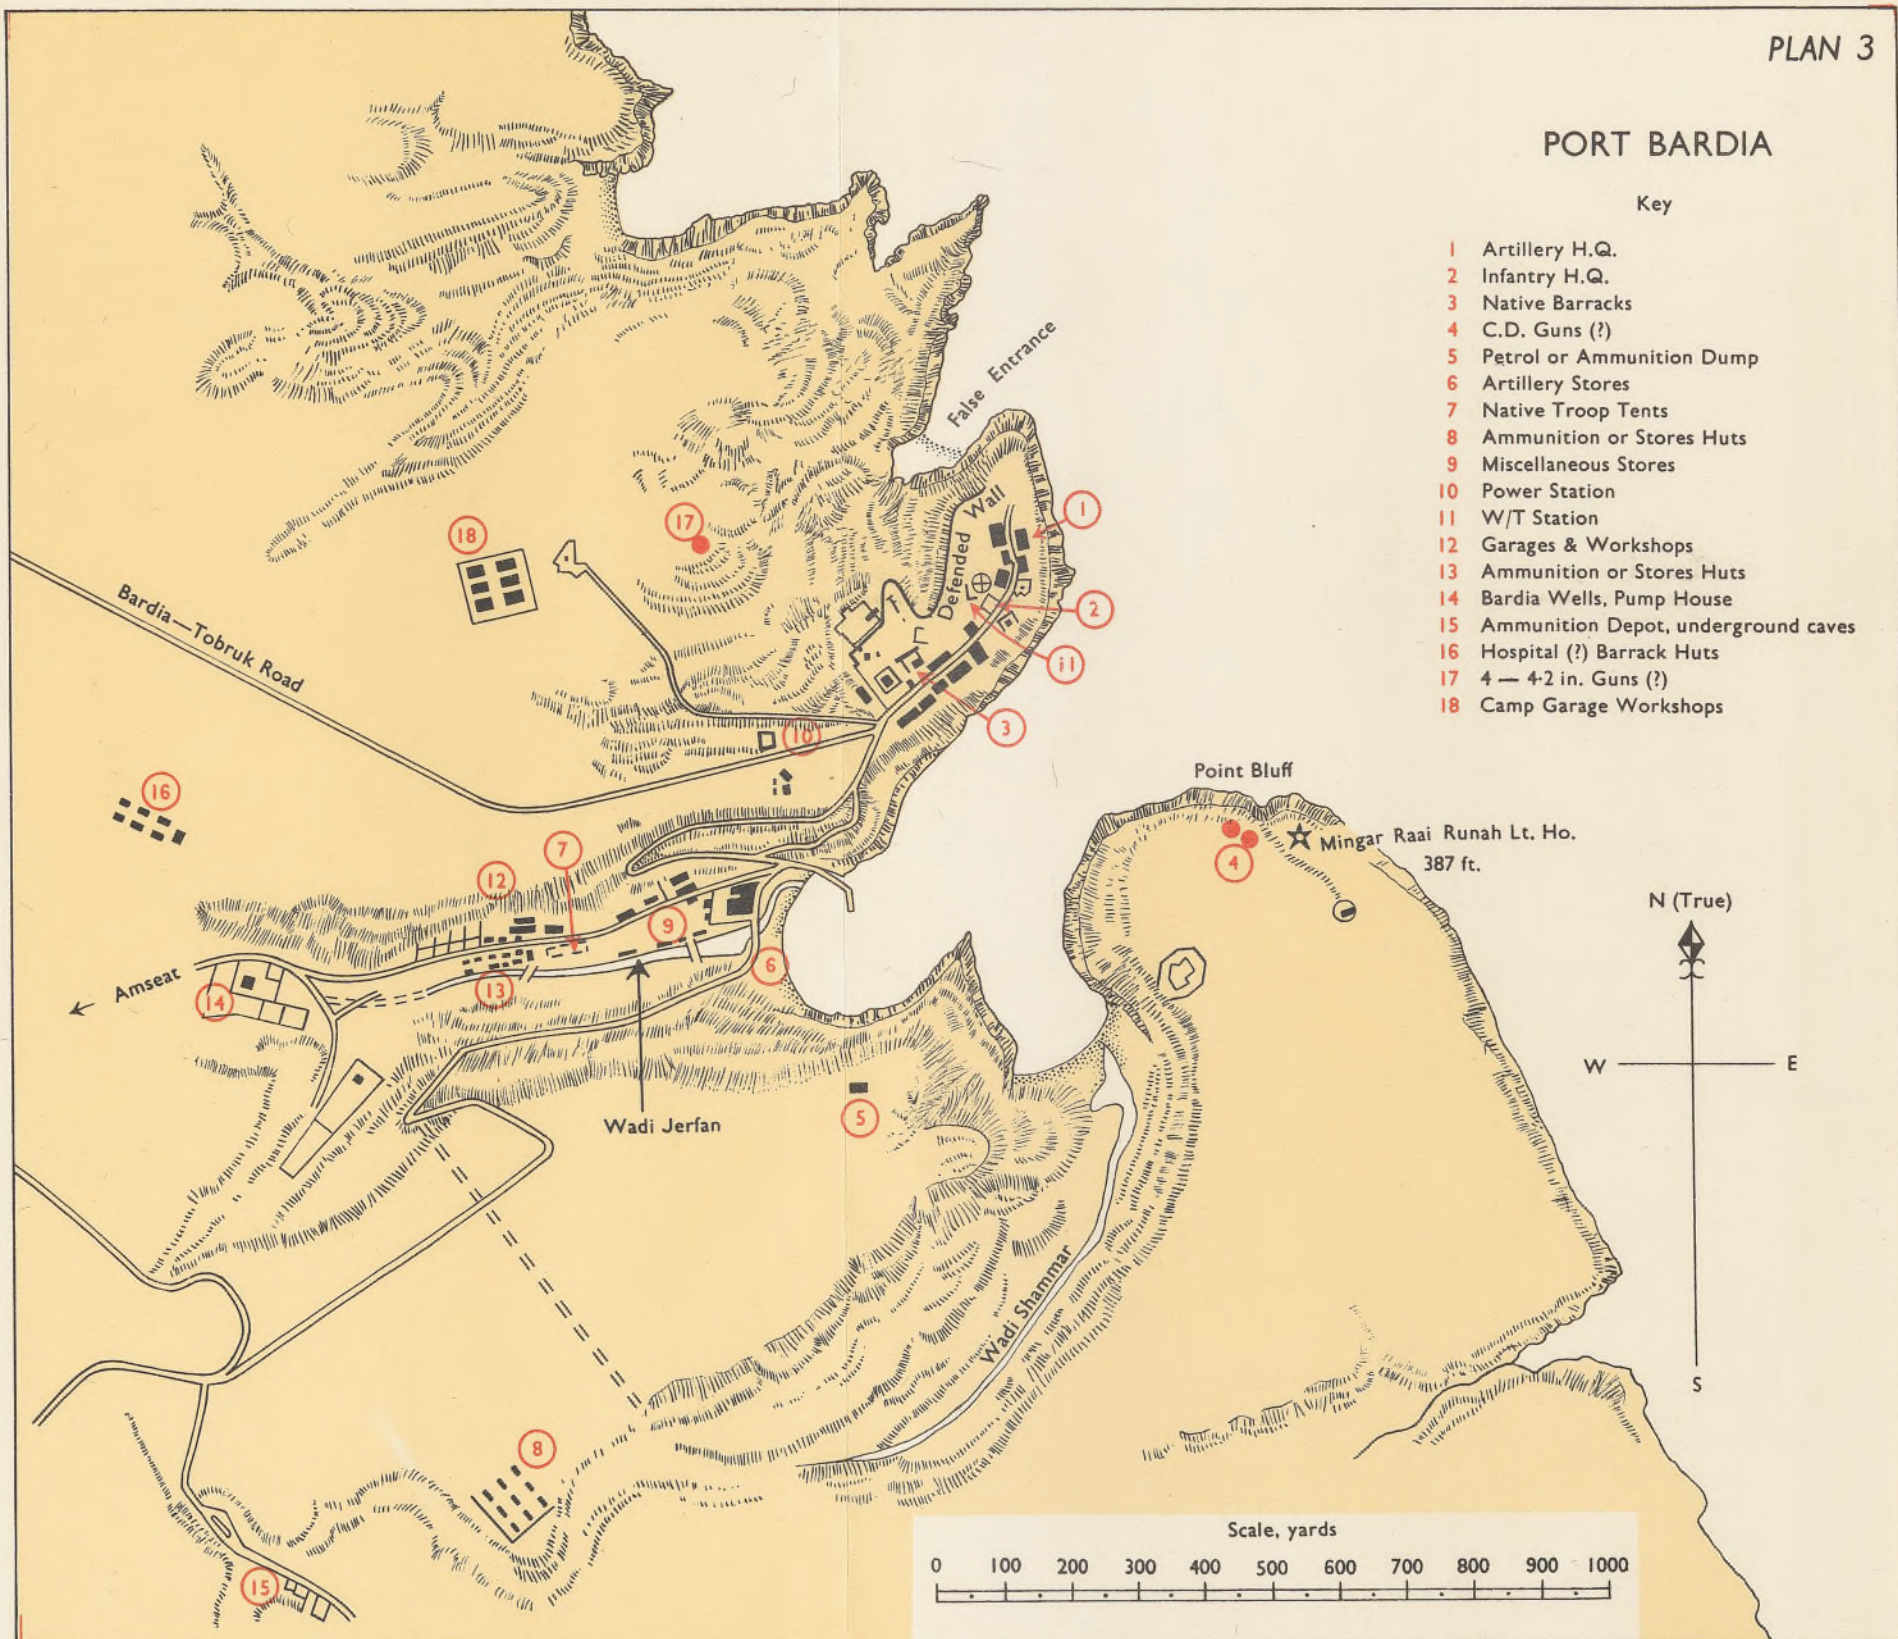 PLAN 3
PORT BARDIA
Key
1 Artillery H.Q.
2 Infantry H.Q.
3 Native Barracks
4 C.D. Guns (?)
5 Petrol or Ammunition Dump
6 Artillery Stores
7 Native Troop Tents
8 Ammunition or Stores Huts
9 Miscellaneous Stores
10 Power Station
11 W/T Station
12 Garages & Workshops
13 Ammunition or Stores Huts
14 Bardia Wells, Pump House
15 Ammunition Depot, underground caves
16 Hospital (?) Barrack Huts
17 4 — 4·2 in. Guns (?)
18 Camp Garage Workshops
False Entrance
Defended Wall
1
17
18
2
11
3
10
Bardia—Tobruk Road
16
Point Bluff
Mingar Raai Runah Lt. Ho.
387 ft.
4
7
12
9
6
13
14
← Amseat
N (True)
W
E
S
5
Wadi Jerfan
Wadi Shammar
8
15
Scale, yards
0 100 200 300 400 500 600 700 800 900 1000